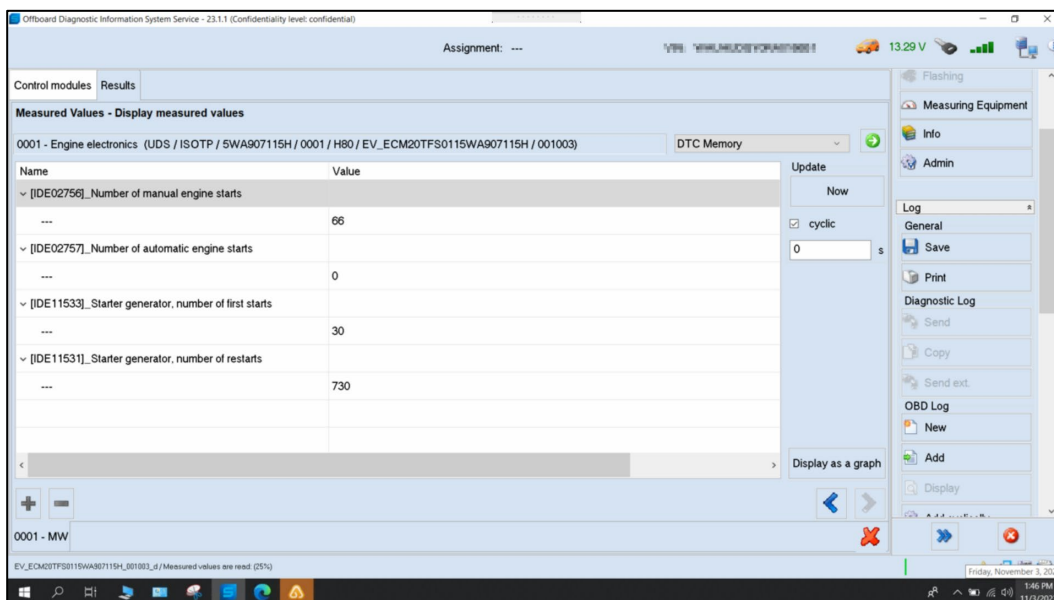 Offboard Diagnostic Information System Service - 23.1.1 (Confidentiality level: confidential)
Assignment: ---
13.29 V
Control modules Results
Measured Values - Display measured values
0001 - Engine electronics (UDS / ISOTP / 5WA907115H / 0001 / H80 / EV_ECM20TFS0115WA907115H / 001003)
DTC Memory
Name Value
[IDE02756]_Number of manual engine starts
--- 66
[IDE02757]_Number of automatic engine starts
--- 0
[IDE11533]_Starter generator, number of first starts
--- 30
[IDE11531]_Starter generator, number of restarts
--- 730
Update
Now
cyclic
0 s
Display as a graph
0001 - MW
EV_ECM20TFS0115WA907115H_001003_d / Measured values are read: (25%)
Flashing
Measuring Equipment
Info
Admin
Log
General
Save
Print
Diagnostic Log
Send
Copy
Send ext.
OBD Log
New
Add
Display
Friday, November 3,
1:46 PM